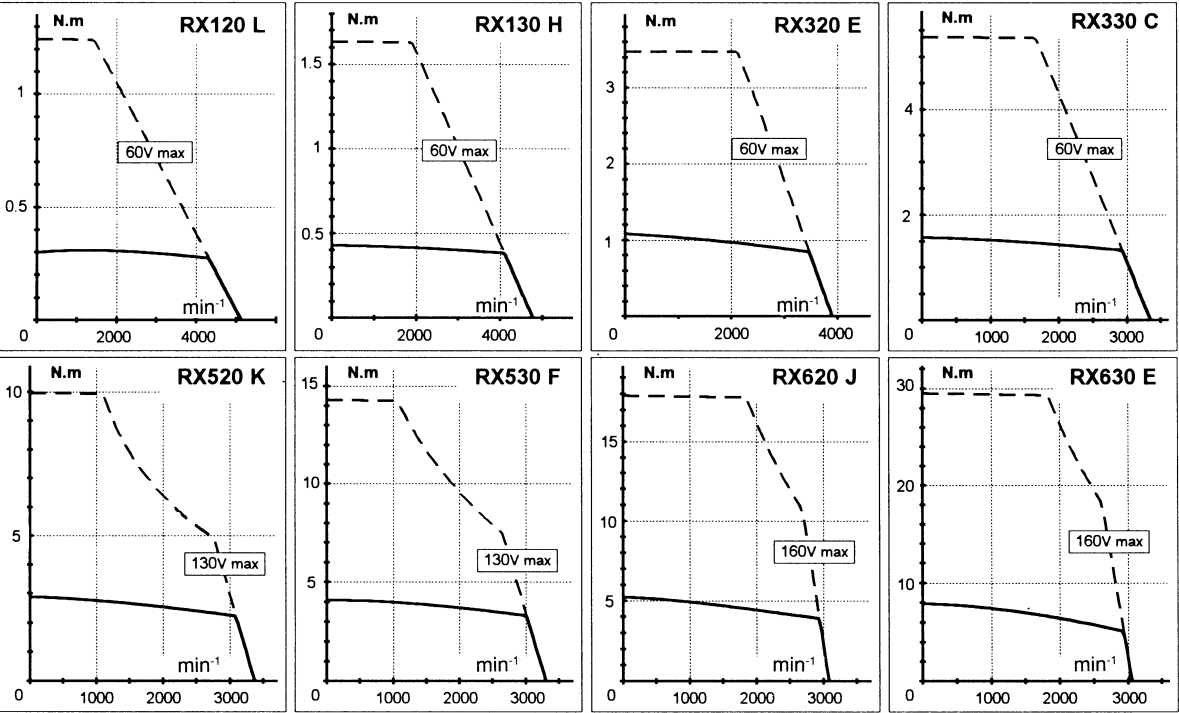 N.m RX120 L
1
60V max
0.5
min⁻¹
0 2000 4000
N.m RX130 H
1.5
1
60V max
0.5
min⁻¹
0 2000 4000
N.m RX320 E
3
60V max
2
1
min⁻¹
0 2000 4000
N.m RX330 C
4
60V max
2
min⁻¹
0 1000 2000 3000
N.m RX520 K
10
5
130V max
min⁻¹
0 1000 2000 3000
N.m RX530 F
15
10
130V max
5
min⁻¹
0 1000 2000 3000
N.m RX620 J
15
10
160V max
5
min⁻¹
0 1000 2000 3000
N.m RX630 E
30
20
160V max
10
min⁻¹
0 1000 2000 3000